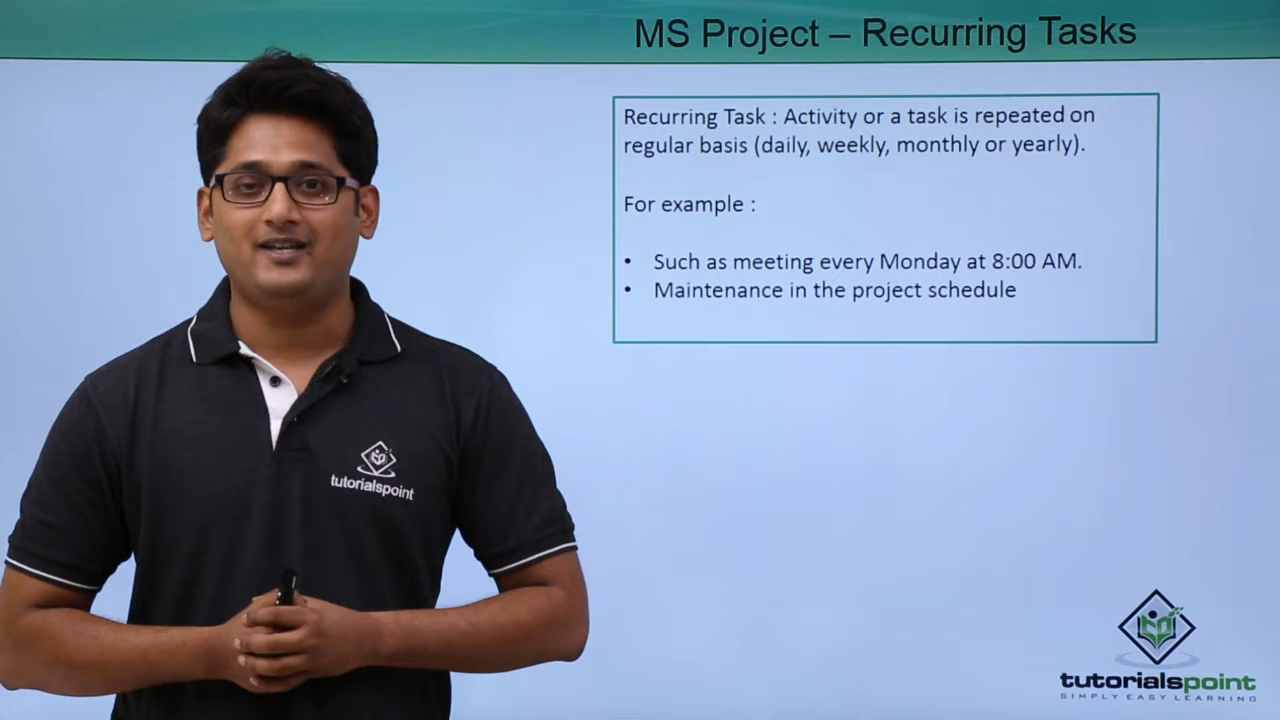 MS Project – Recurring Tasks
Recurring Task : Activity or a task is repeated on
regular basis (daily, weekly, monthly or yearly).
For example :
• Such as meeting every Monday at 8:00 AM.
• Maintenance in the project schedule
tutorialspoint
tutorialspoint
SIMPLY EASY LEARNING